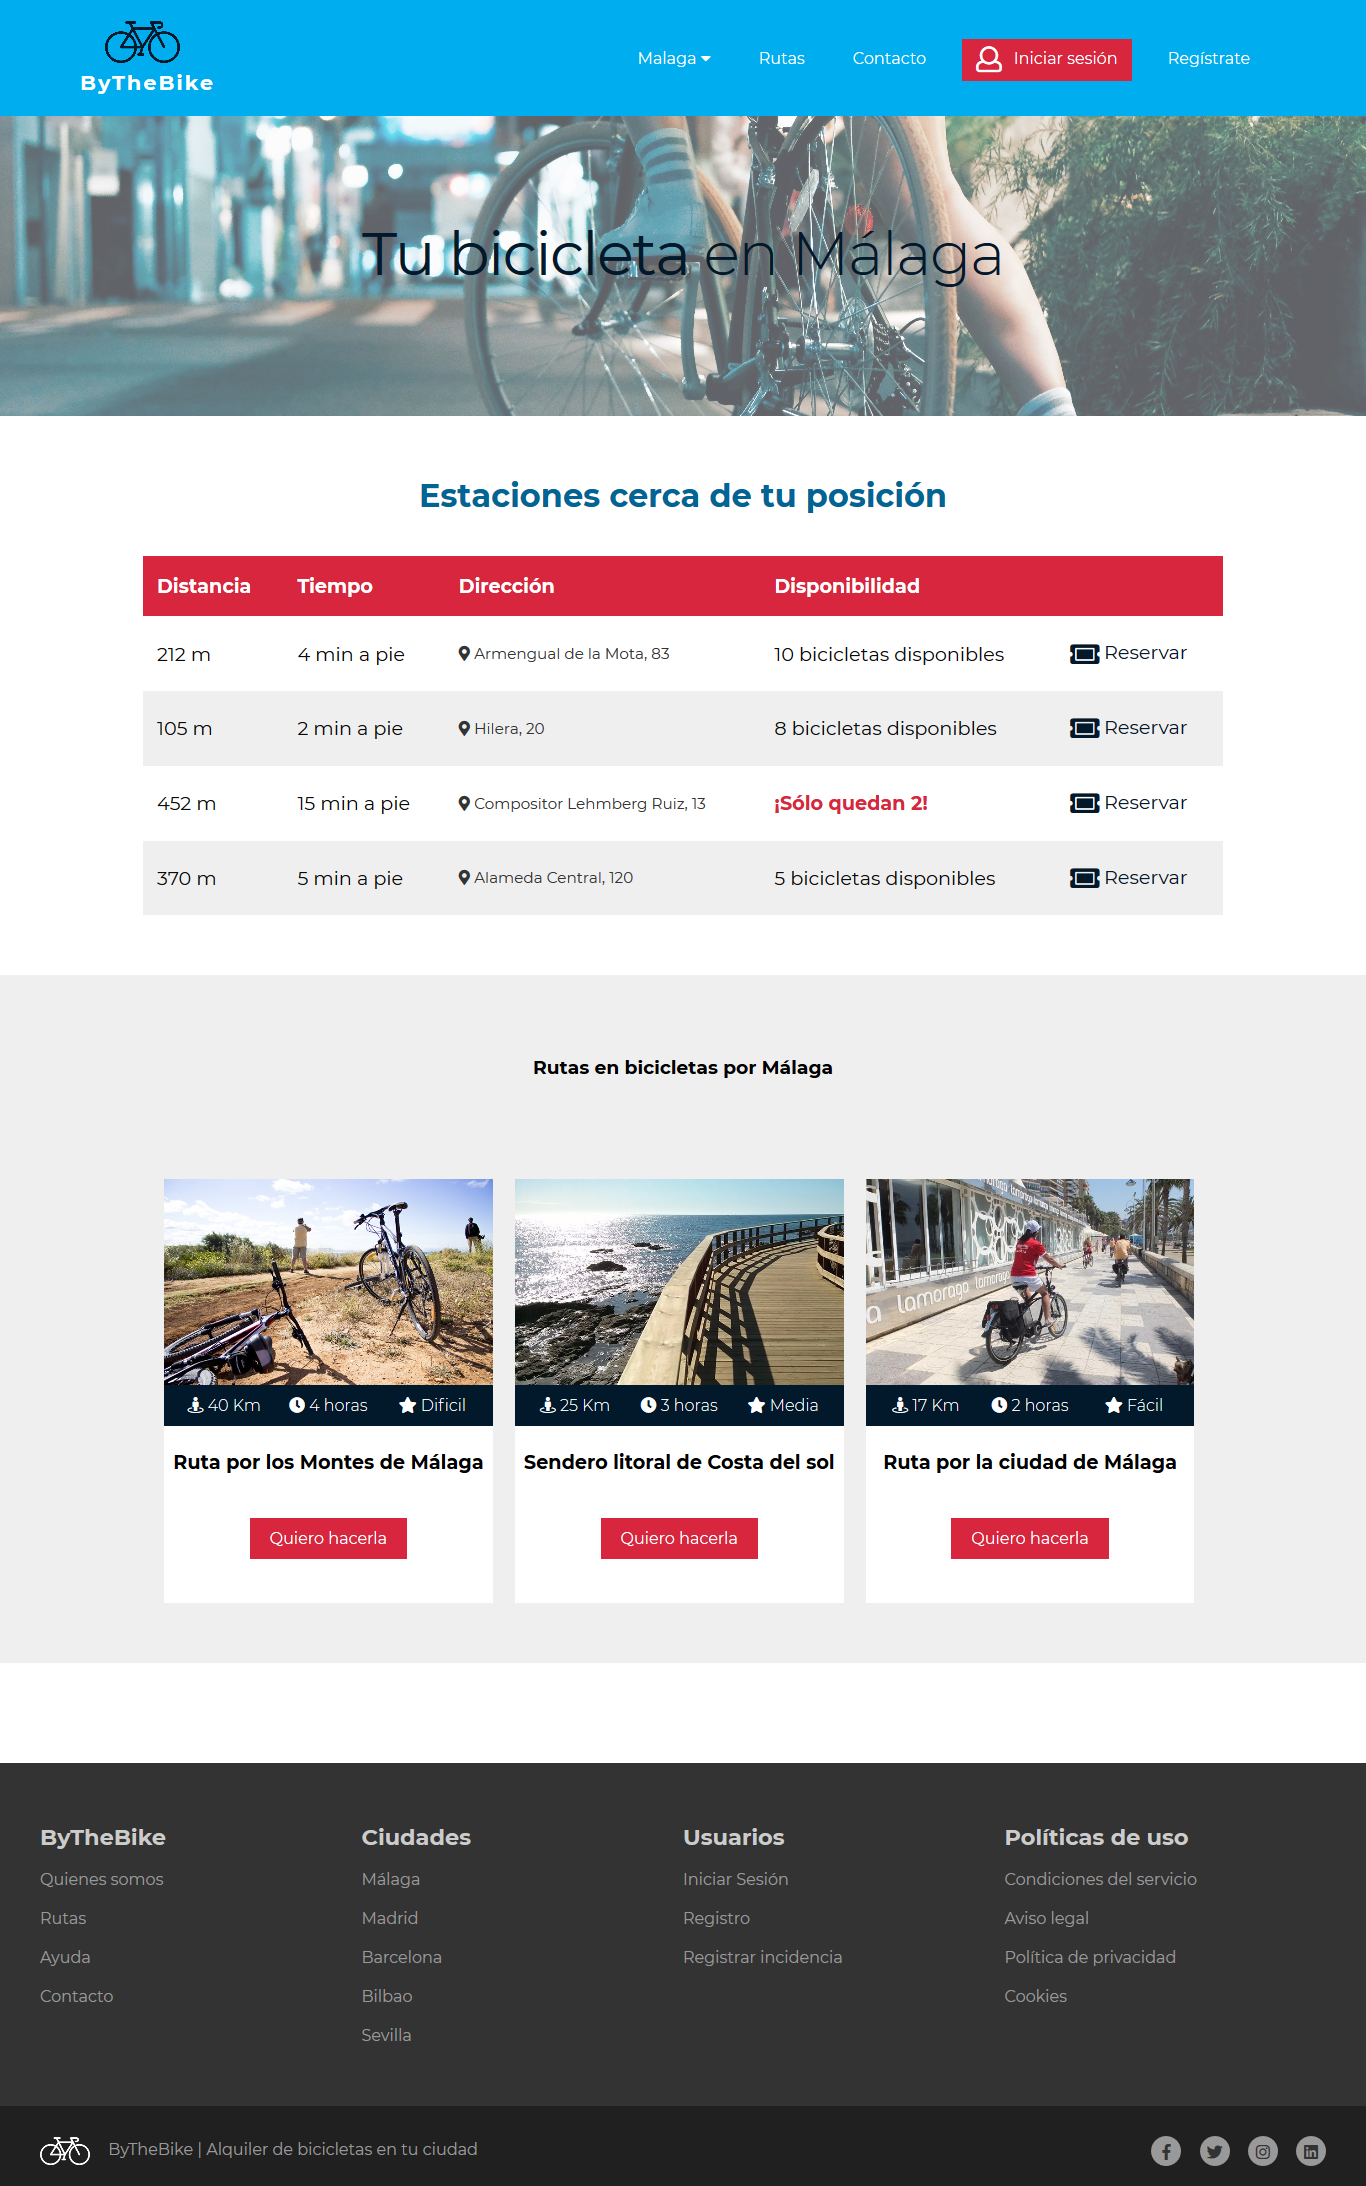 ByTheBike
Malaga
Rutas
Contacto
Iniciar sesión
Regístrate
Tu bicicleta en Málaga
Estaciones cerca de tu posición
Distancia Tiempo Dirección Disponibilidad
212 m 4 min a pie Armengual de la Mota, 83 10 bicicletas disponibles Reservar
105 m 2 min a pie Hilera, 20 8 bicicletas disponibles Reservar
452 m 15 min a pie Compositor Lehmberg Ruiz, 13 ¡Sólo quedan 2! Reservar
370 m 5 min a pie Alameda Central, 120 5 bicicletas disponibles Reservar
Rutas en bicicletas por Málaga
lamoraga lamoraga
lamoraga lamoraga
40 Km 4 horas Dificil
Ruta por los Montes de Málaga
Quiero hacerla
25 Km 3 horas Media
Sendero litoral de Costa del sol
Quiero hacerla
17 Km 2 horas Fácil
Ruta por la ciudad de Málaga
Quiero hacerla
ByTheBike
Quienes somos
Rutas
Ayuda
Contacto
Ciudades
Málaga
Madrid
Barcelona
Bilbao
Sevilla
Usuarios
Iniciar Sesión
Registro
Registrar incidencia
Políticas de uso
Condiciones del servicio
Aviso legal
Política de privacidad
Cookies
ByTheBike | Alquiler de bicicletas en tu ciudad